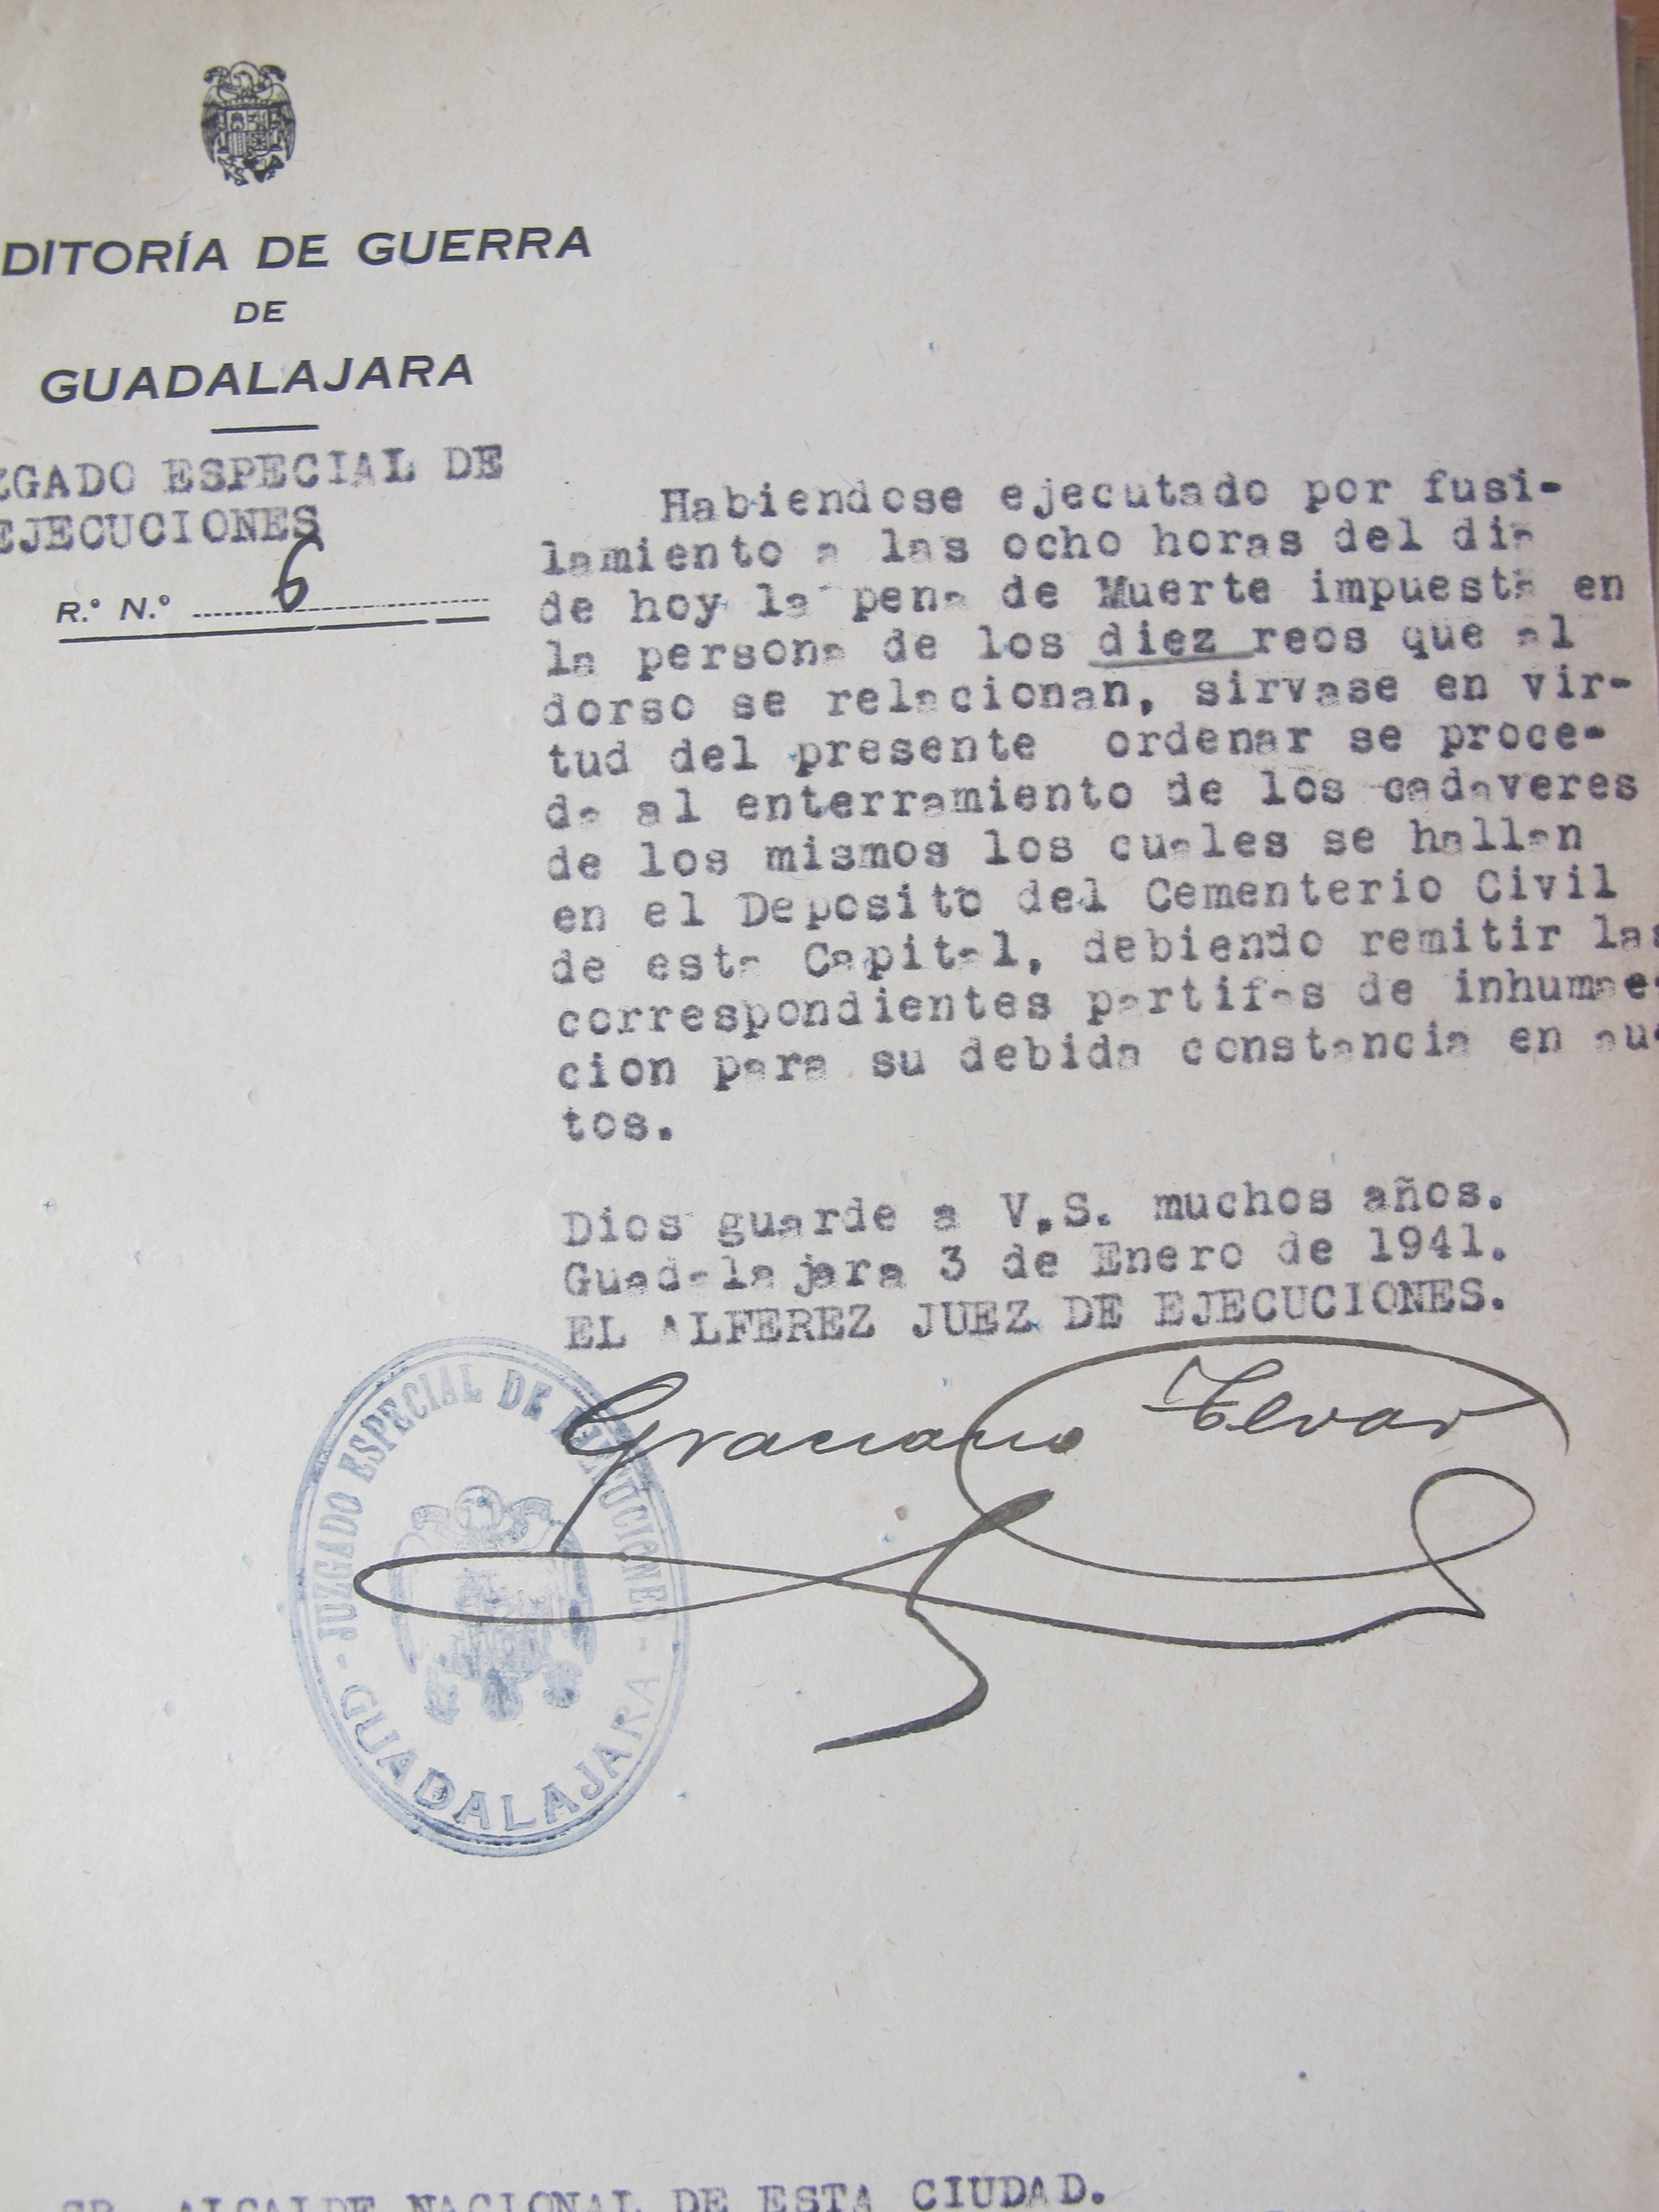 DITORÍA DE GUERRA
DE
GUADALAJARA
ZGADO ESPECIAL DE
EJECUCIONES
R.º N.º 6
Habiendose ejecutado por fusi-
lamiento a las ocho horas del dia
de hoy la pena de Muerte impuesta en
la persona de los diez reos que al
dorso se relacionan, sirvase en vir-
tud del presente ordenar se proce-
da al enterramiento de los cadaveres
de los mismos los cuales se hallan
en el Deposito del Cementerio Civil
de esta Capital, debiendo remitir las
correspondientes partifas de inhumae-
cion para su debida constancia en au-
tos.
Dios guarde a V.S. muchos años.
Guadalajara 3 de Enero de 1941.
EL ALFEREZ JUEZ DE EJECUCIONES.
Graciano Tevar
- JUZGADO ESPECIAL DE EJECUCIONES -
GUADALAJARA
SR. ALCALDE NACIONAL DE ESTA CIUDAD.